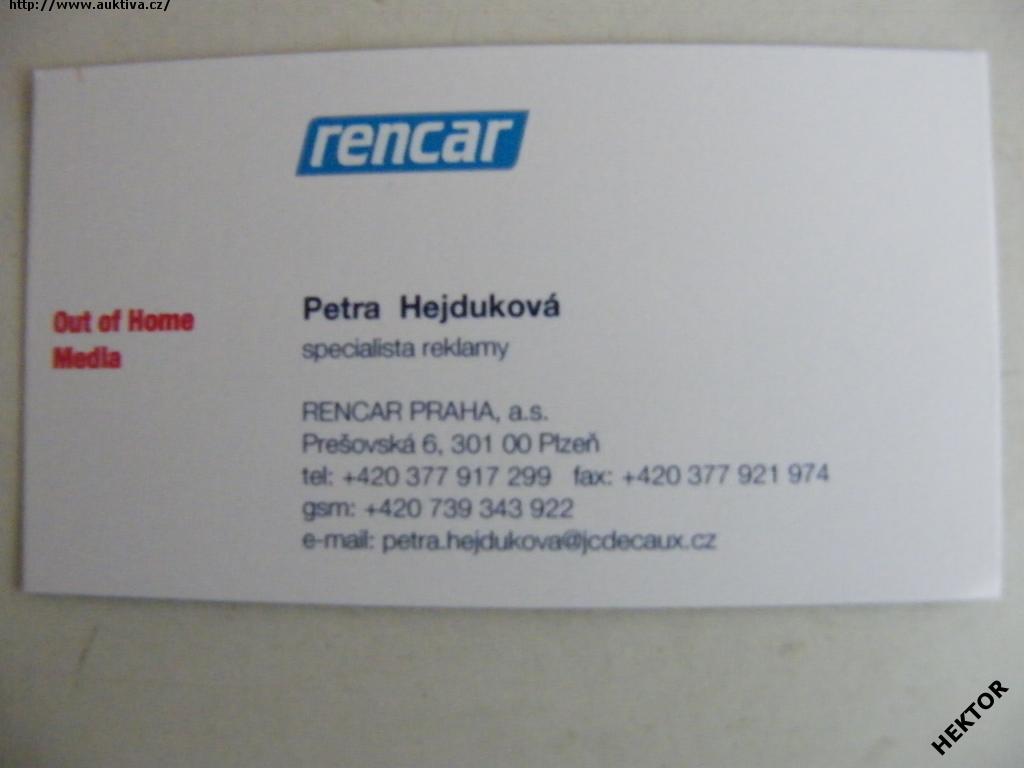 http://www.auktiva.cz/
rencar
Out of Home
Media
Petra Hejduková
specialista reklamy
RENCAR PRAHA, a.s.
Prešovská 6, 301 00 Plzeň
tel: +420 377 917 299 fax: +420 377 921 974
gsm: +420 739 343 922
e-mail: petra.hejdukova@jcdecaux.cz
HEKTOR